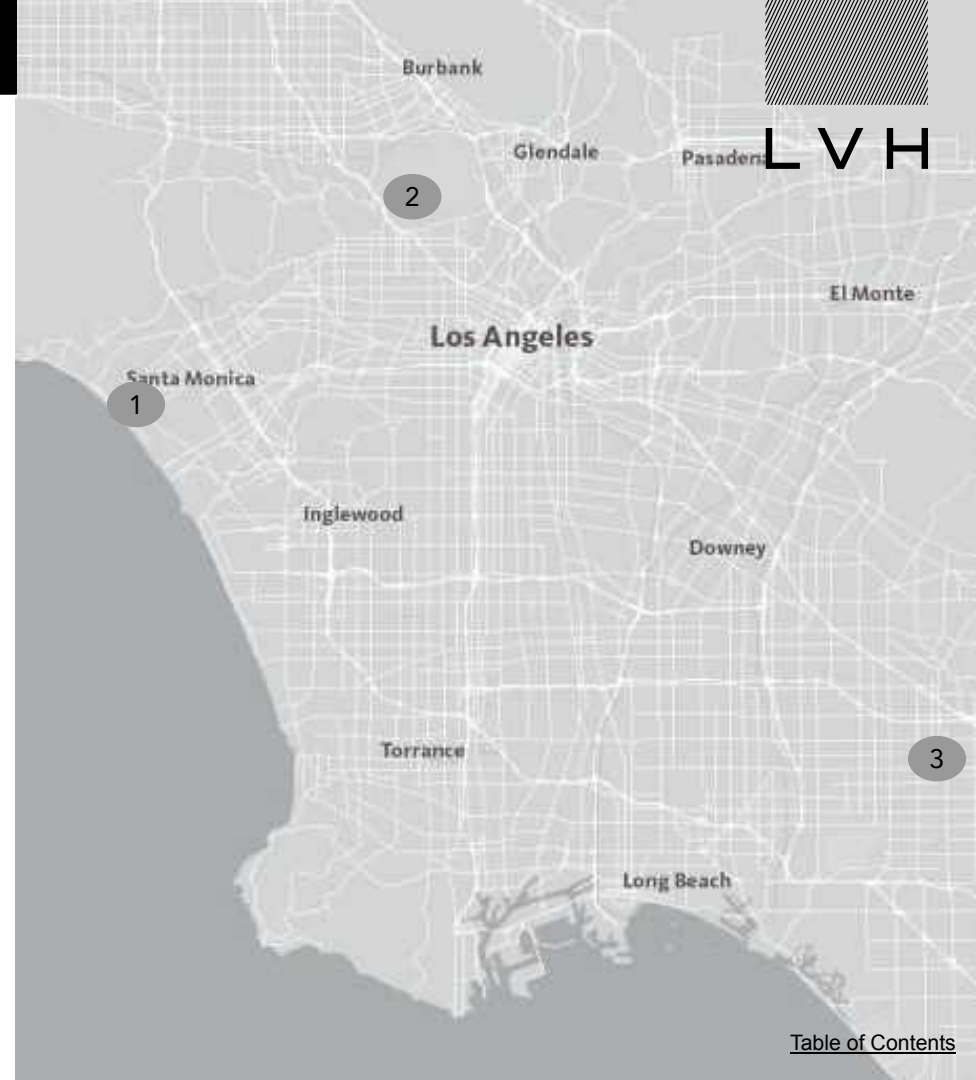 Burbank
Glendale
Pasadena
LVH
2
El Monte
Los Angeles
Santa Monica
1
Inglewood
Downey
Torrance
3
Long Beach
Table of Contents